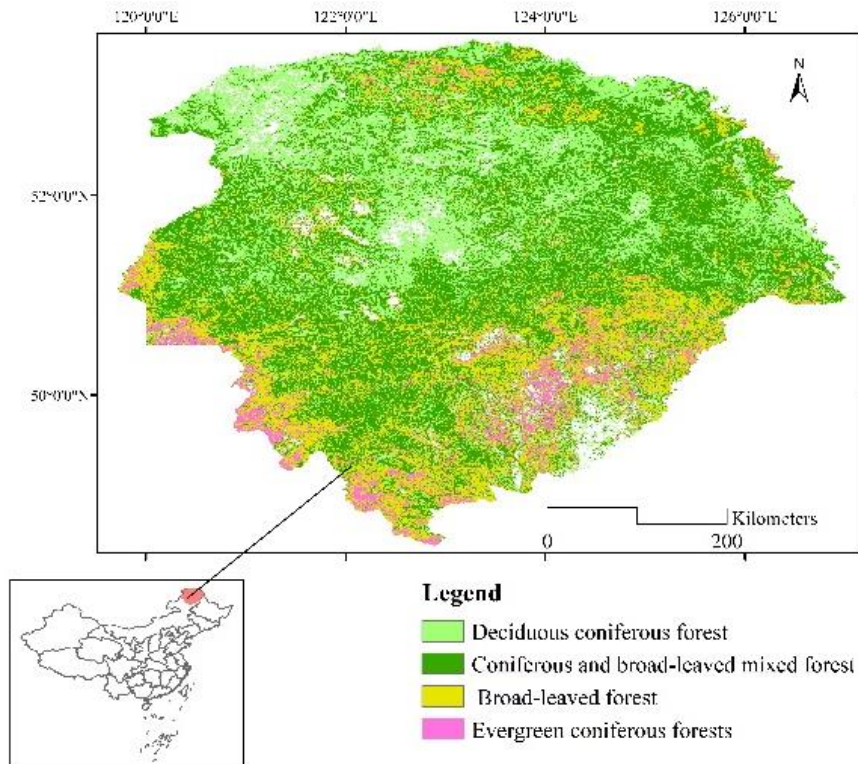 120°0'0"E 122°0'0"E 124°0'0"E 126°0'0"E
N
52°0'0"N
50°0'0"N
Kilometers
0 200
Legend
Deciduous coniferous forest
Coniferous and broad-leaved mixed forest
Broad-leaved forest
Evergreen coniferous forests